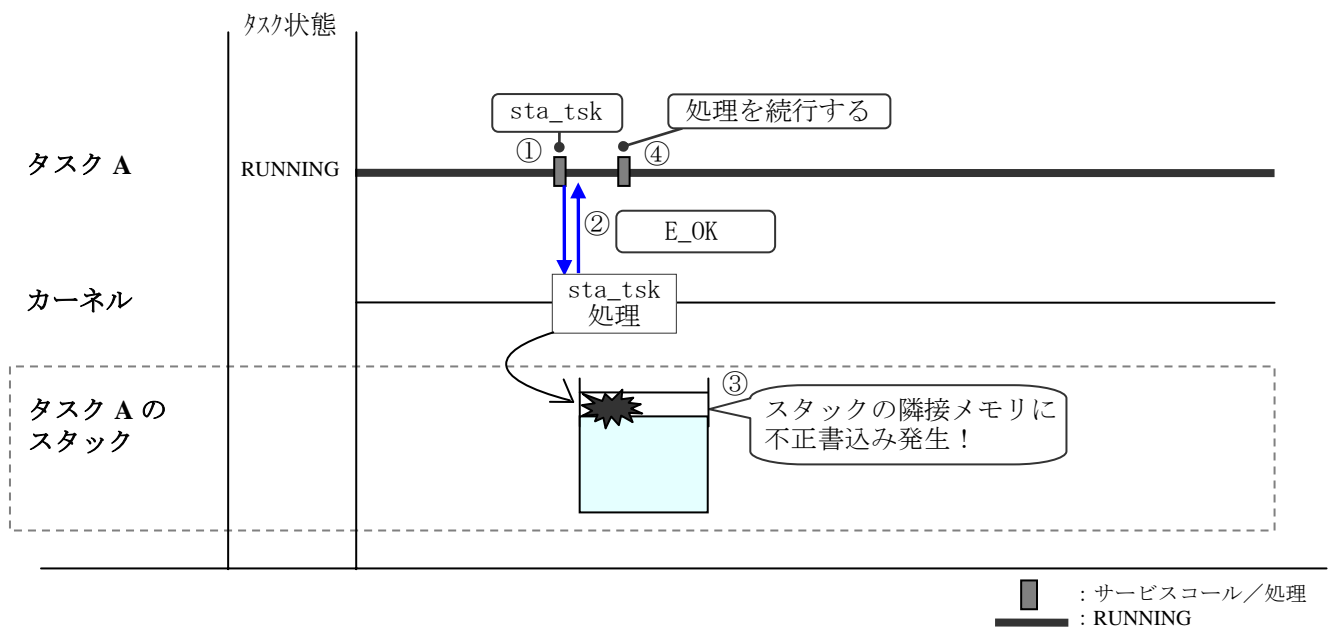 ﾀｽｸ状態
sta_tsk
処理を続行する
①
④
タスク A
RUNNING
②
E_OK
カーネル
sta_tsk
処理
③
タスク A の
スタック
スタックの隣接メモリに
不正書込み発生！
：サービスコール／処理
：RUNNING